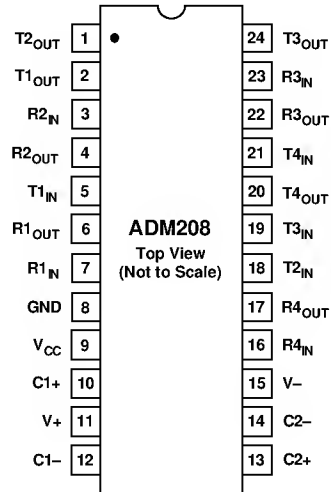 T2OUT 1 24 T3OUT
T1OUT 2 23 R3IN
R2IN 3 22 R3OUT
R2OUT 4 21 T4IN
T1IN 5 20 T4OUT
R1OUT 6 ADM208 19 T3IN
Top View
R1IN 7 (Not to Scale) 18 T2IN
GND 8 17 R4OUT
VCC 9 16 R4IN
C1+ 10 15 V–
V+ 11 14 C2–
C1– 12 13 C2+